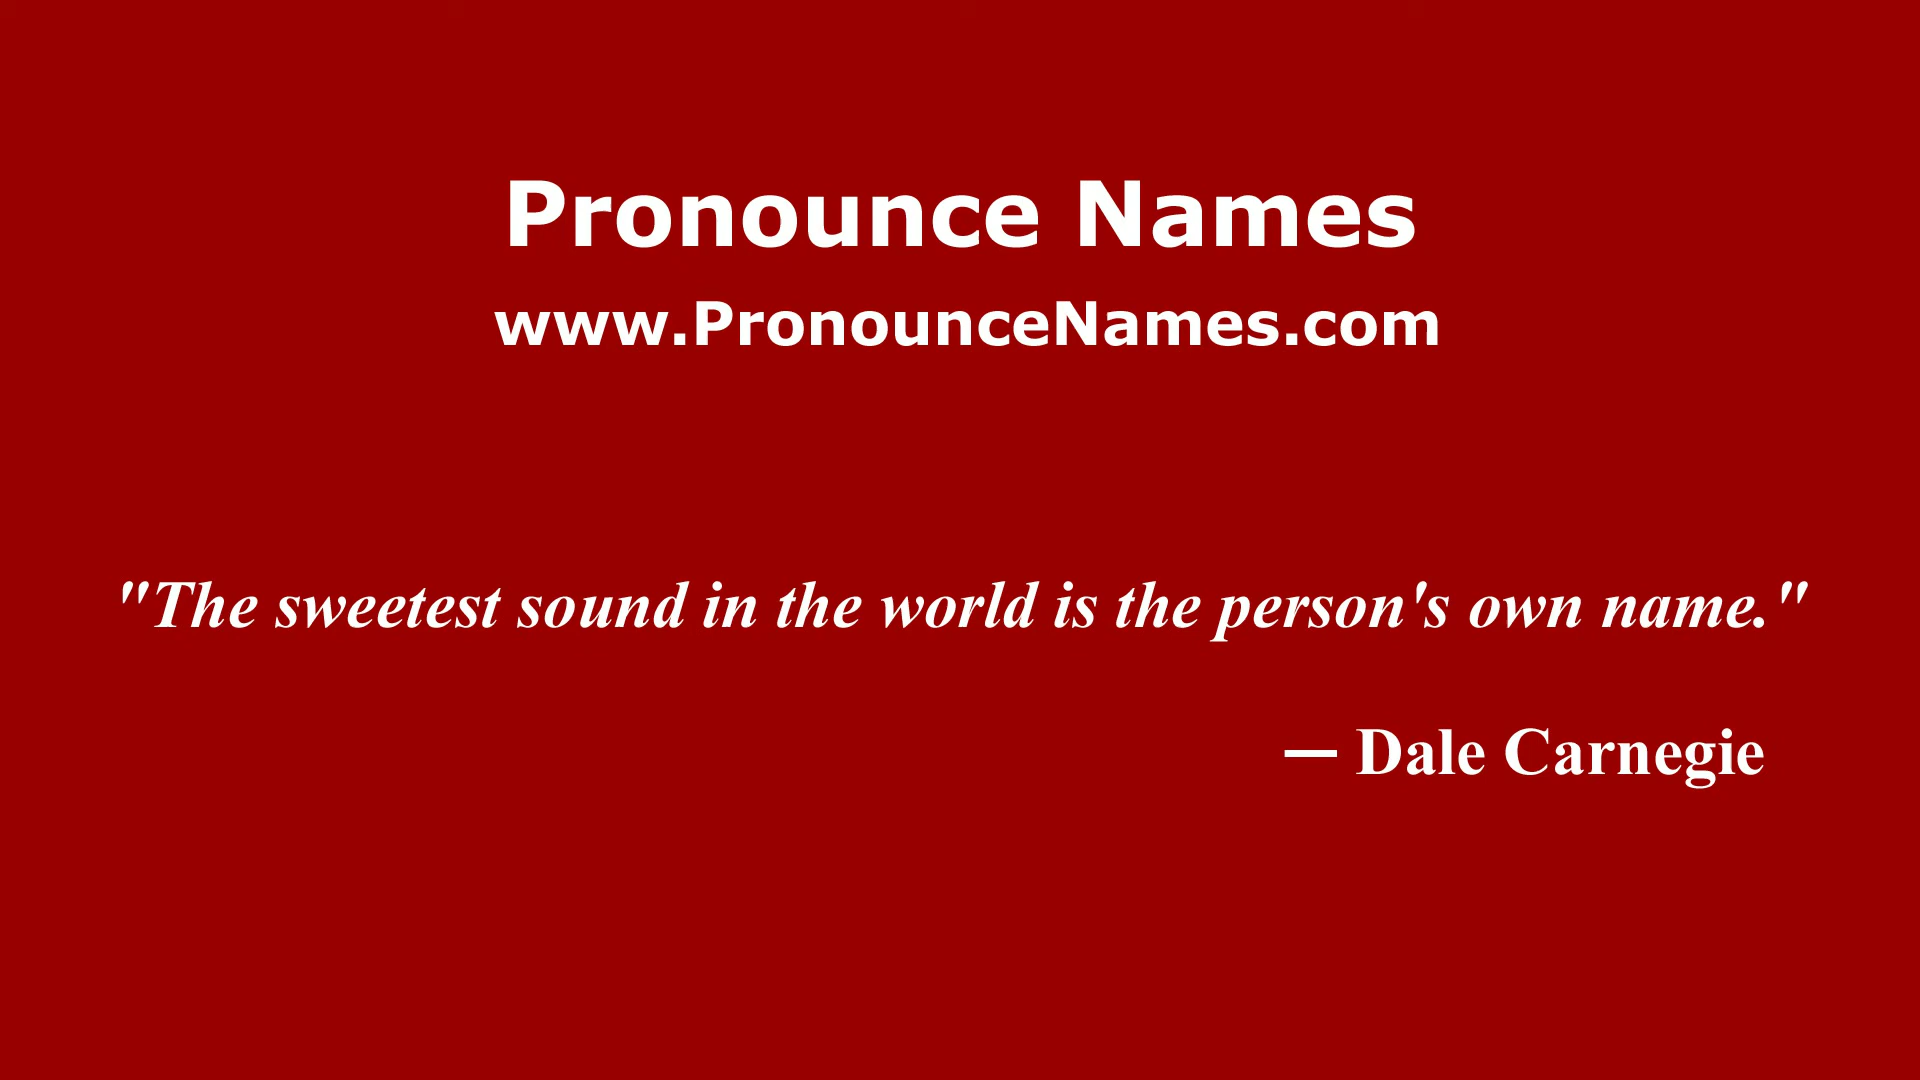 Pronounce Names
www.PronounceNames.com
"The sweetest sound in the world is the person's own name."
— Dale Carnegie